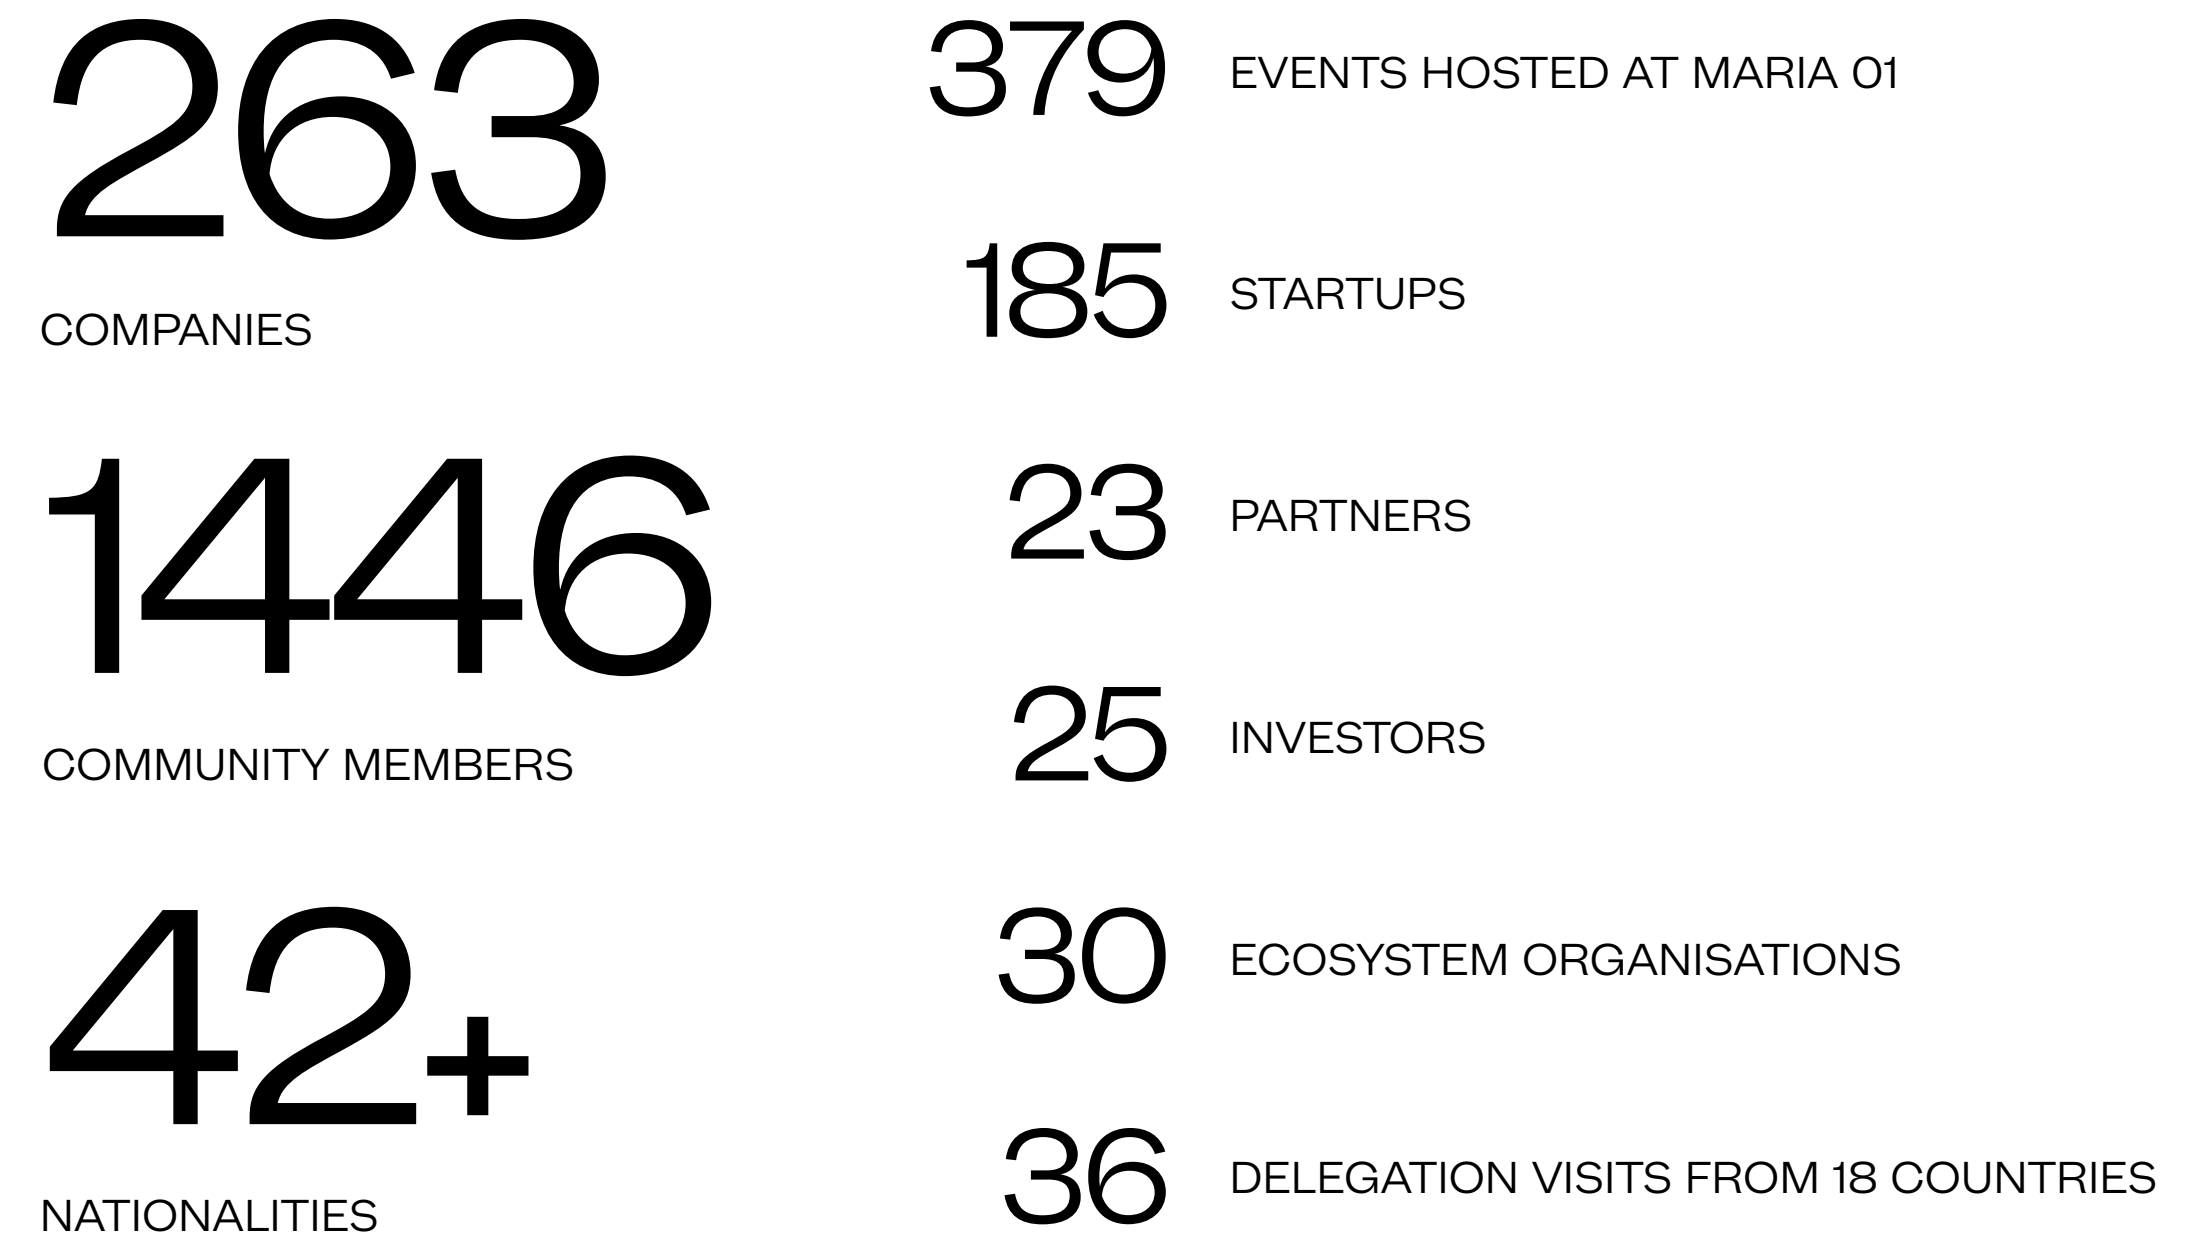 263
COMPANIES
1446
COMMUNITY MEMBERS
42+
NATIONALITIES
379 EVENTS HOSTED AT MARIA 01
185 STARTUPS
23 PARTNERS
25 INVESTORS
30 ECOSYSTEM ORGANISATIONS
36 DELEGATION VISITS FROM 18 COUNTRIES